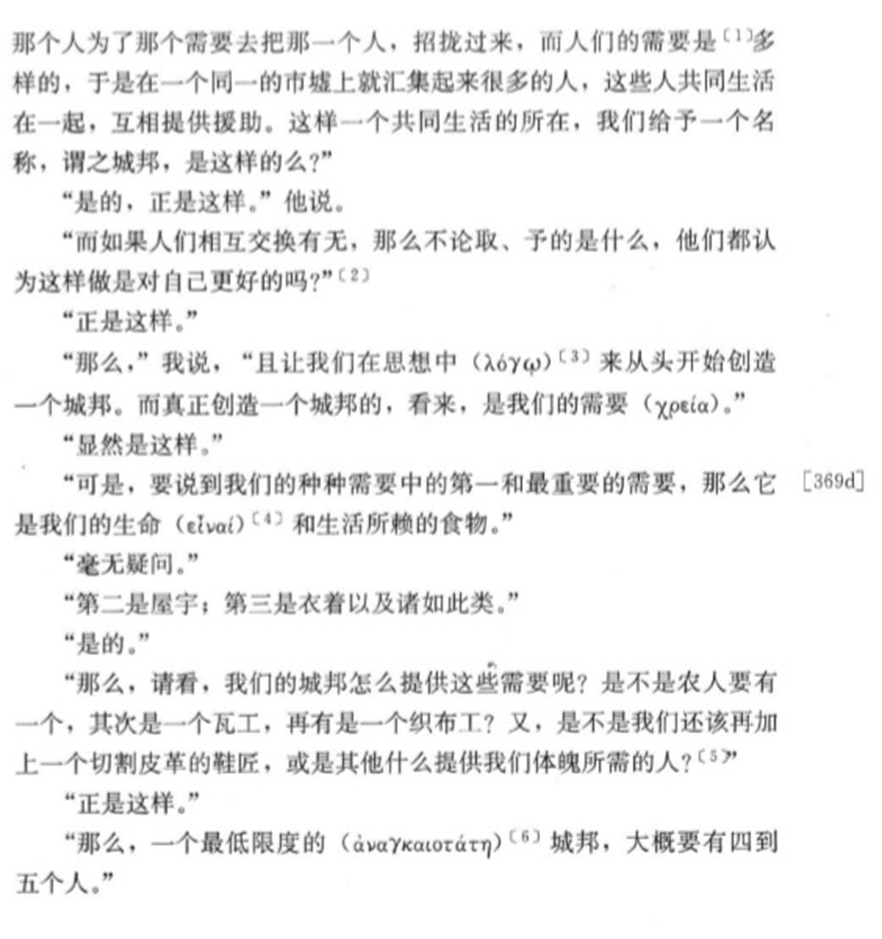 那个人为了那个需要去把那一个人，招拢过来，而人们的需要是〔1〕多
样的，于是在一个同一的市墟上就汇集起来很多的人，这些人共同生活
在一起，互相提供援助。这样一个共同生活的所在，我们给予一个名
称，谓之城邦，是这样的么？”
“是的，正是这样。”他说。
“而如果人们相互交换有无，那么不论取、予的是什么，他们都认
为这样做是对自己更好的吗？”〔2〕
“正是这样。”
“那么，”我说，“且让我们在思想中（λόγῳ）〔3〕来从头开始创造
一个城邦。而真正创造一个城邦的，看来，是我们的需要（χρεία）。”
“显然是这样。”
“可是，要说到我们的种种需要中的第一和最重要的需要，那么它 [369d]
是我们的生命（εἶναί）〔4〕和生活所赖的食物。”
“毫无疑问。”
“第二是屋宇；第三是衣着以及诸如此类。”
“是的。”
“那么，请看，我们的城邦怎么提供这些需要呢？是不是农人要有
一个，其次是一个瓦工，再有是一个织布工？又，是不是我们还该再加
上一个切割皮革的鞋匠，或是其他什么提供我们体魄所需的人？〔5〕”
“正是这样。”
“那么，一个最低限度的（ἀναγκαιοτάτη）〔6〕城邦，大概要有四到
五个人。”